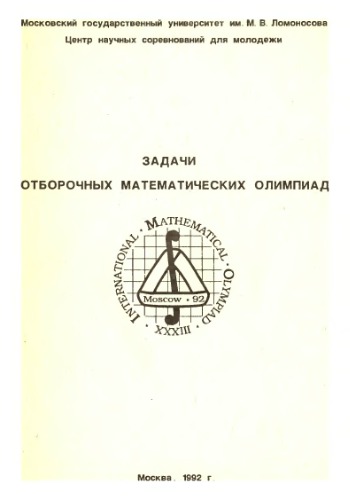 Московский государственный университет им. М. В. Ломоносова
Центр научных соревнований для молодежи
ЗАДАЧИ
ОТБОРОЧНЫХ МАТЕМАТИЧЕСКИХ ОЛИМПИАД
INTERNATIONAL · MATHEMATICAL · OLYMPIAD · XXXIII ·
Moscow · 92
Москва, 1992 г.